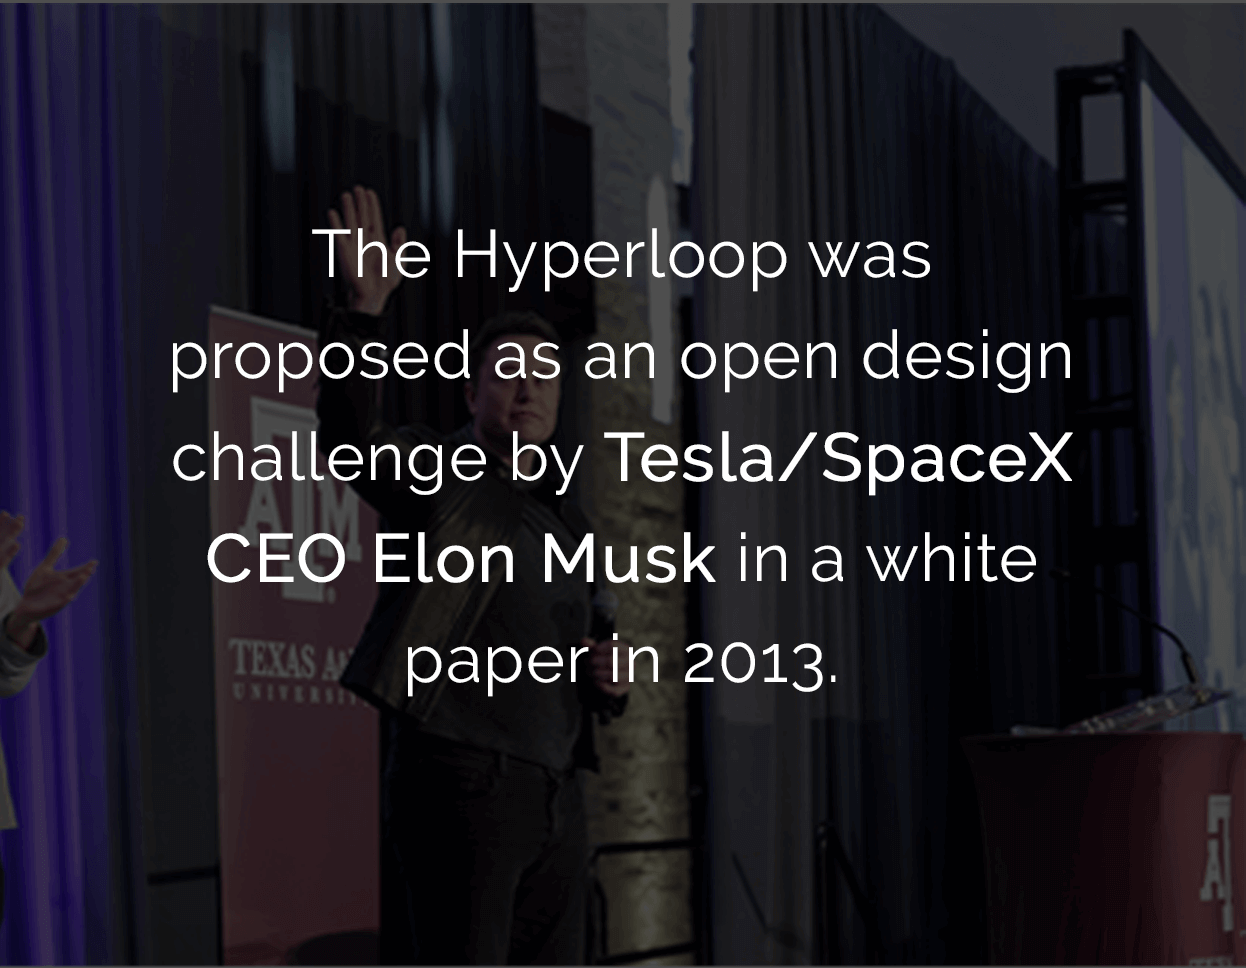 The Hyperloop was
proposed as an open design
challenge by Tesla/SpaceX
CEO Elon Musk in a white
paper in 2013.
ATM
TEXAS
UNIVERSITY